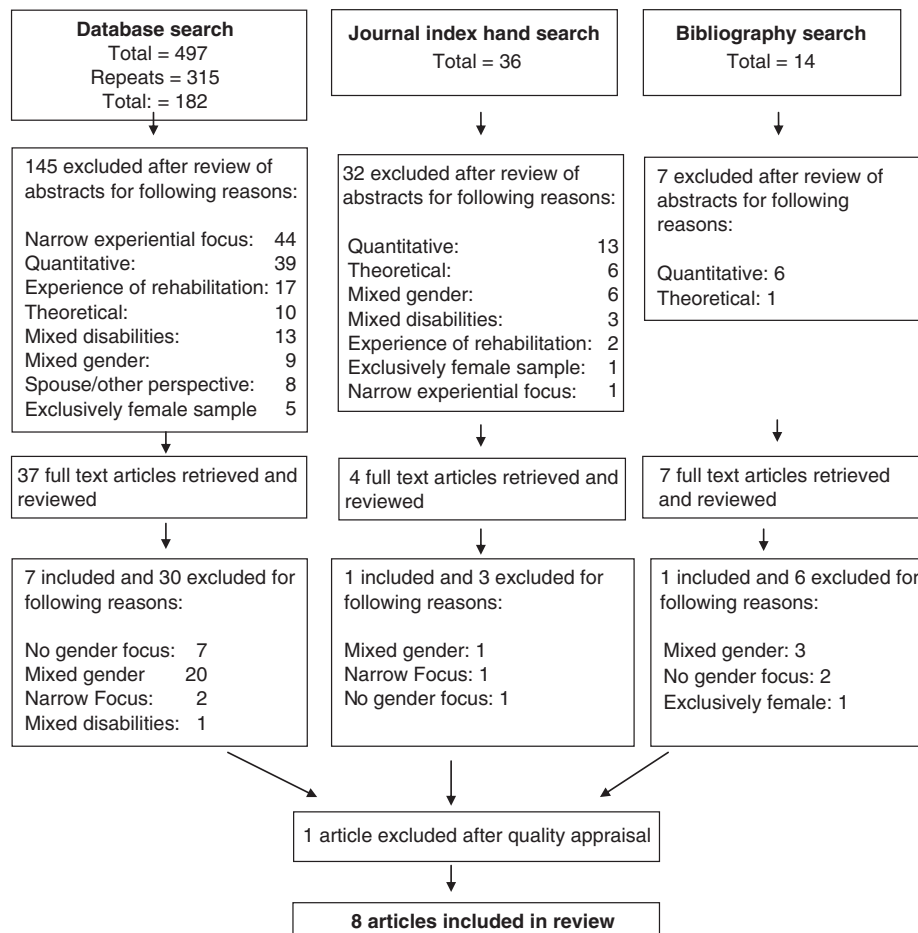 Database search
Total = 497
Repeats = 315
Total: = 182
Journal index hand search
Total = 36
Bibliography search
Total = 14
145 excluded after review of
abstracts for following reasons:
Narrow experiential focus: 44
Quantitative: 39
Experience of rehabilitation: 17
Theoretical: 10
Mixed disabilities: 13
Mixed gender: 9
Spouse/other perspective: 8
Exclusively female sample 5
32 excluded after review of
abstracts for following reasons:
Quantitative: 13
Theoretical: 6
Mixed gender: 6
Mixed disabilities: 3
Experience of rehabilitation: 2
Exclusively female sample: 1
Narrow experiential focus: 1
7 excluded after review of
abstracts for following
reasons:
Quantitative: 6
Theoretical: 1
37 full text articles retrieved and
reviewed
4 full text articles retrieved and
reviewed
7 full text articles retrieved
and reviewed
7 included and 30 excluded for
following reasons:
No gender focus: 7
Mixed gender 20
Narrow Focus: 2
Mixed disabilities: 1
1 included and 3 excluded for
following reasons:
Mixed gender: 1
Narrow Focus: 1
No gender focus: 1
1 included and 6 excluded for
following reasons:
Mixed gender: 3
No gender focus: 2
Exclusively female: 1
1 article excluded after quality appraisal
8 articles included in review